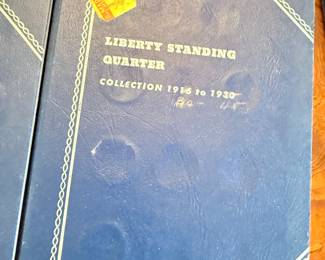 LIBERTY STANDING
QUARTER
COLLECTION 1916 to 1930